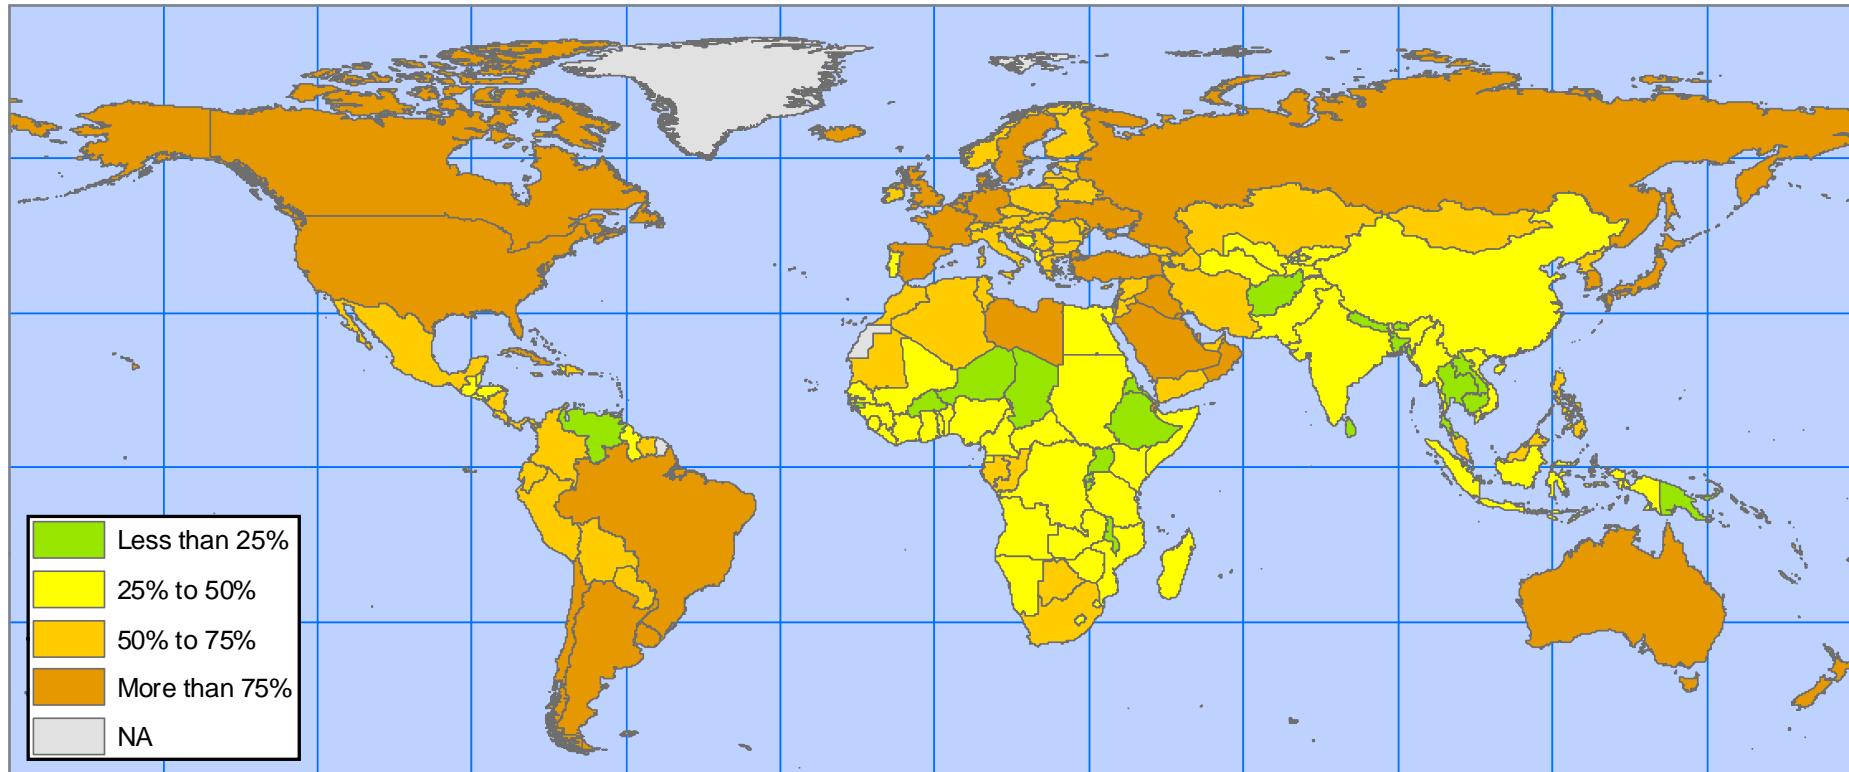 Less than 25%
25% to 50%
50% to 75%
More than 75%
NA